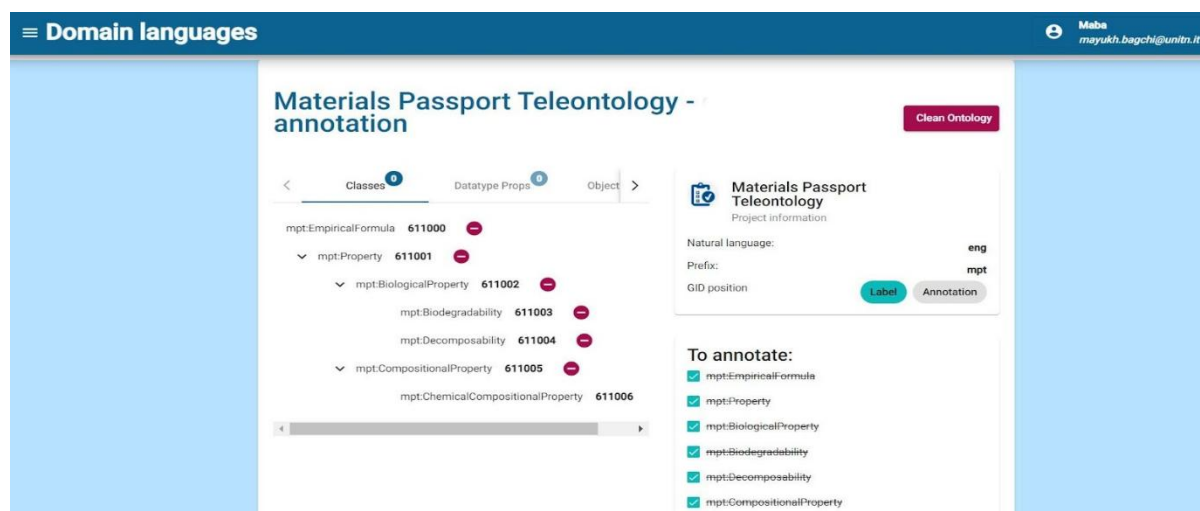 Domain languages
Maba
mayukh.bagchi@unitn.it
Materials Passport Teleontology -
annotation
Clean Ontology
Classes 0 Datatype Props 0 Object
mpt:EmpiricalFormula 611000
mpt:Property 611001
mpt:BiologicalProperty 611002
mpt:Biodegradability 611003
mpt:Decomposability 611004
mpt:CompositionalProperty 611005
mpt:ChemicalCompositionalProperty 611006
Materials Passport
Teleontology
Project information
Natural language: eng
Prefix: mpt
GID position Label Annotation
To annotate:
mpt:EmpiricalFormula
mpt:Property
mpt:BiologicalProperty
mpt:Biodegradability
mpt:Decomposability
mpt:CompositionalProperty